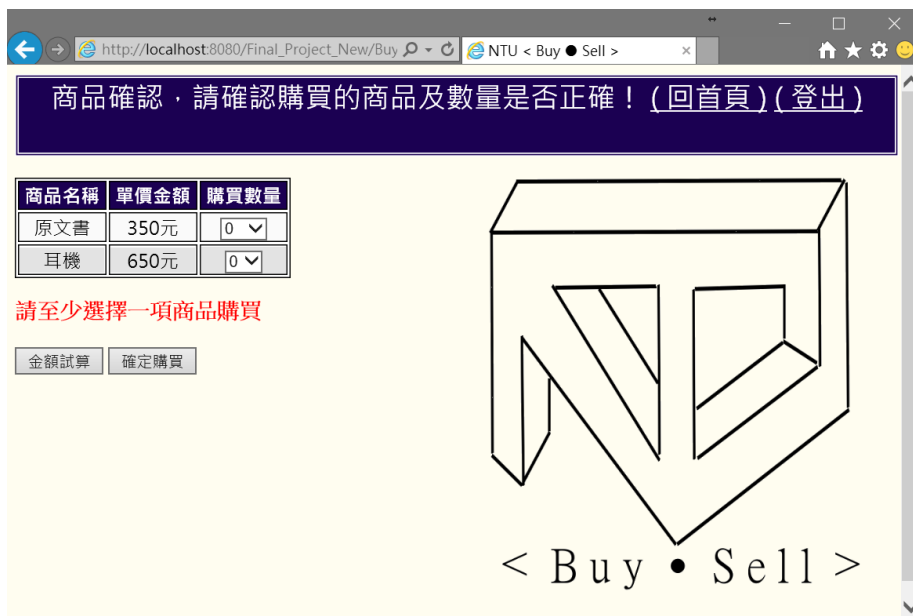 http://localhost:8080/Final_Project_New/Buy
NTU < Buy ● Sell >
商品確認，請確認購買的商品及數量是否正確！(回首頁)(登出)
商品名稱 單價金額 購買數量
原文書 350元 0
耳機 650元 0
請至少選擇一項商品購買
金額試算 確定購買
< Buy ● Sell >